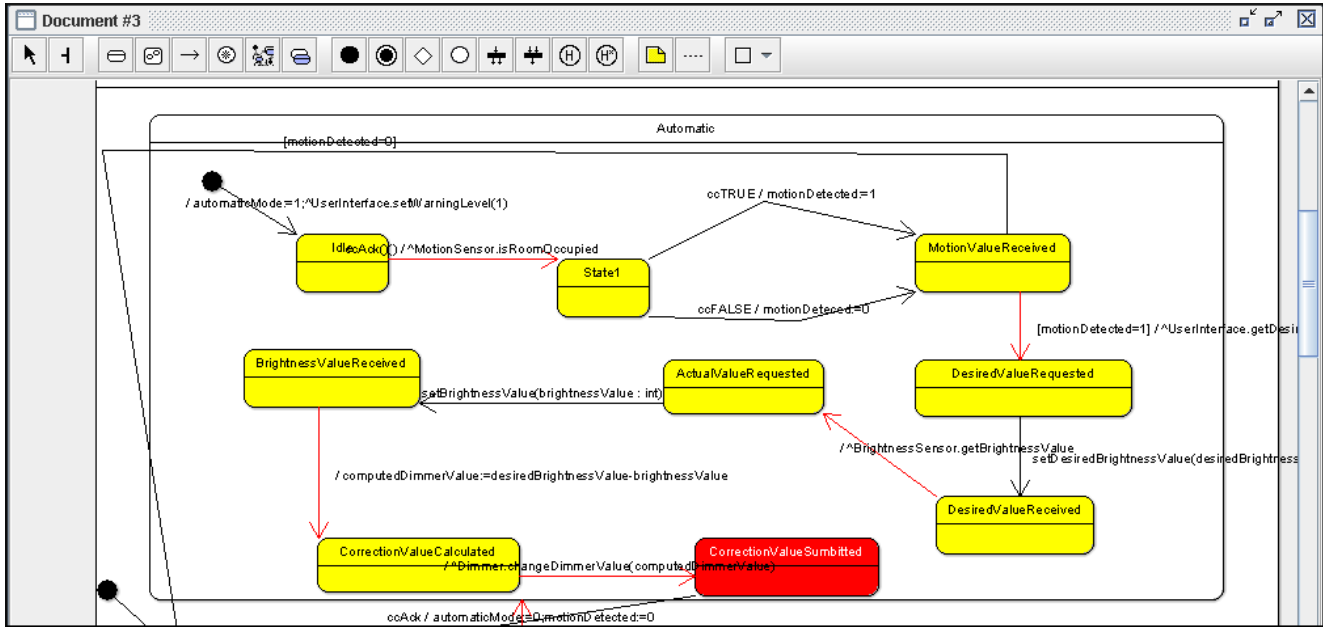 Document #3
H
H*
Automatic
[motionDetected=0]
/ automaticMode:=1;^UserInterface.setWarningLevel(1)
ccTRUE / motionDetected:=1
Idle
ccAck()() / ^MotionSensor.isRoomOccupied
State1
MotionValueReceived
ccFALSE / motionDeteced:=0
[motionDetected=1] / ^UserInterface.getDesi
BrightnessValueReceived
ActualValueRequested
DesiredValueRequested
setBrightnessValue(brightnessValue : int)
/ ^BrightnessSensor.getBrightnessValue
setDesiredBrightnessValue(desiredBrightness
/ computedDimmerValue:=desiredBrightnessValue-brightnessValue
DesiredValueReceived
CorrectionValueCalculated
CorrectionValueSumbitted
/ ^Dimmer.changeDimmerValue(computedDimmerValue)
ccAck / automaticMode:=0;motionDetected:=0